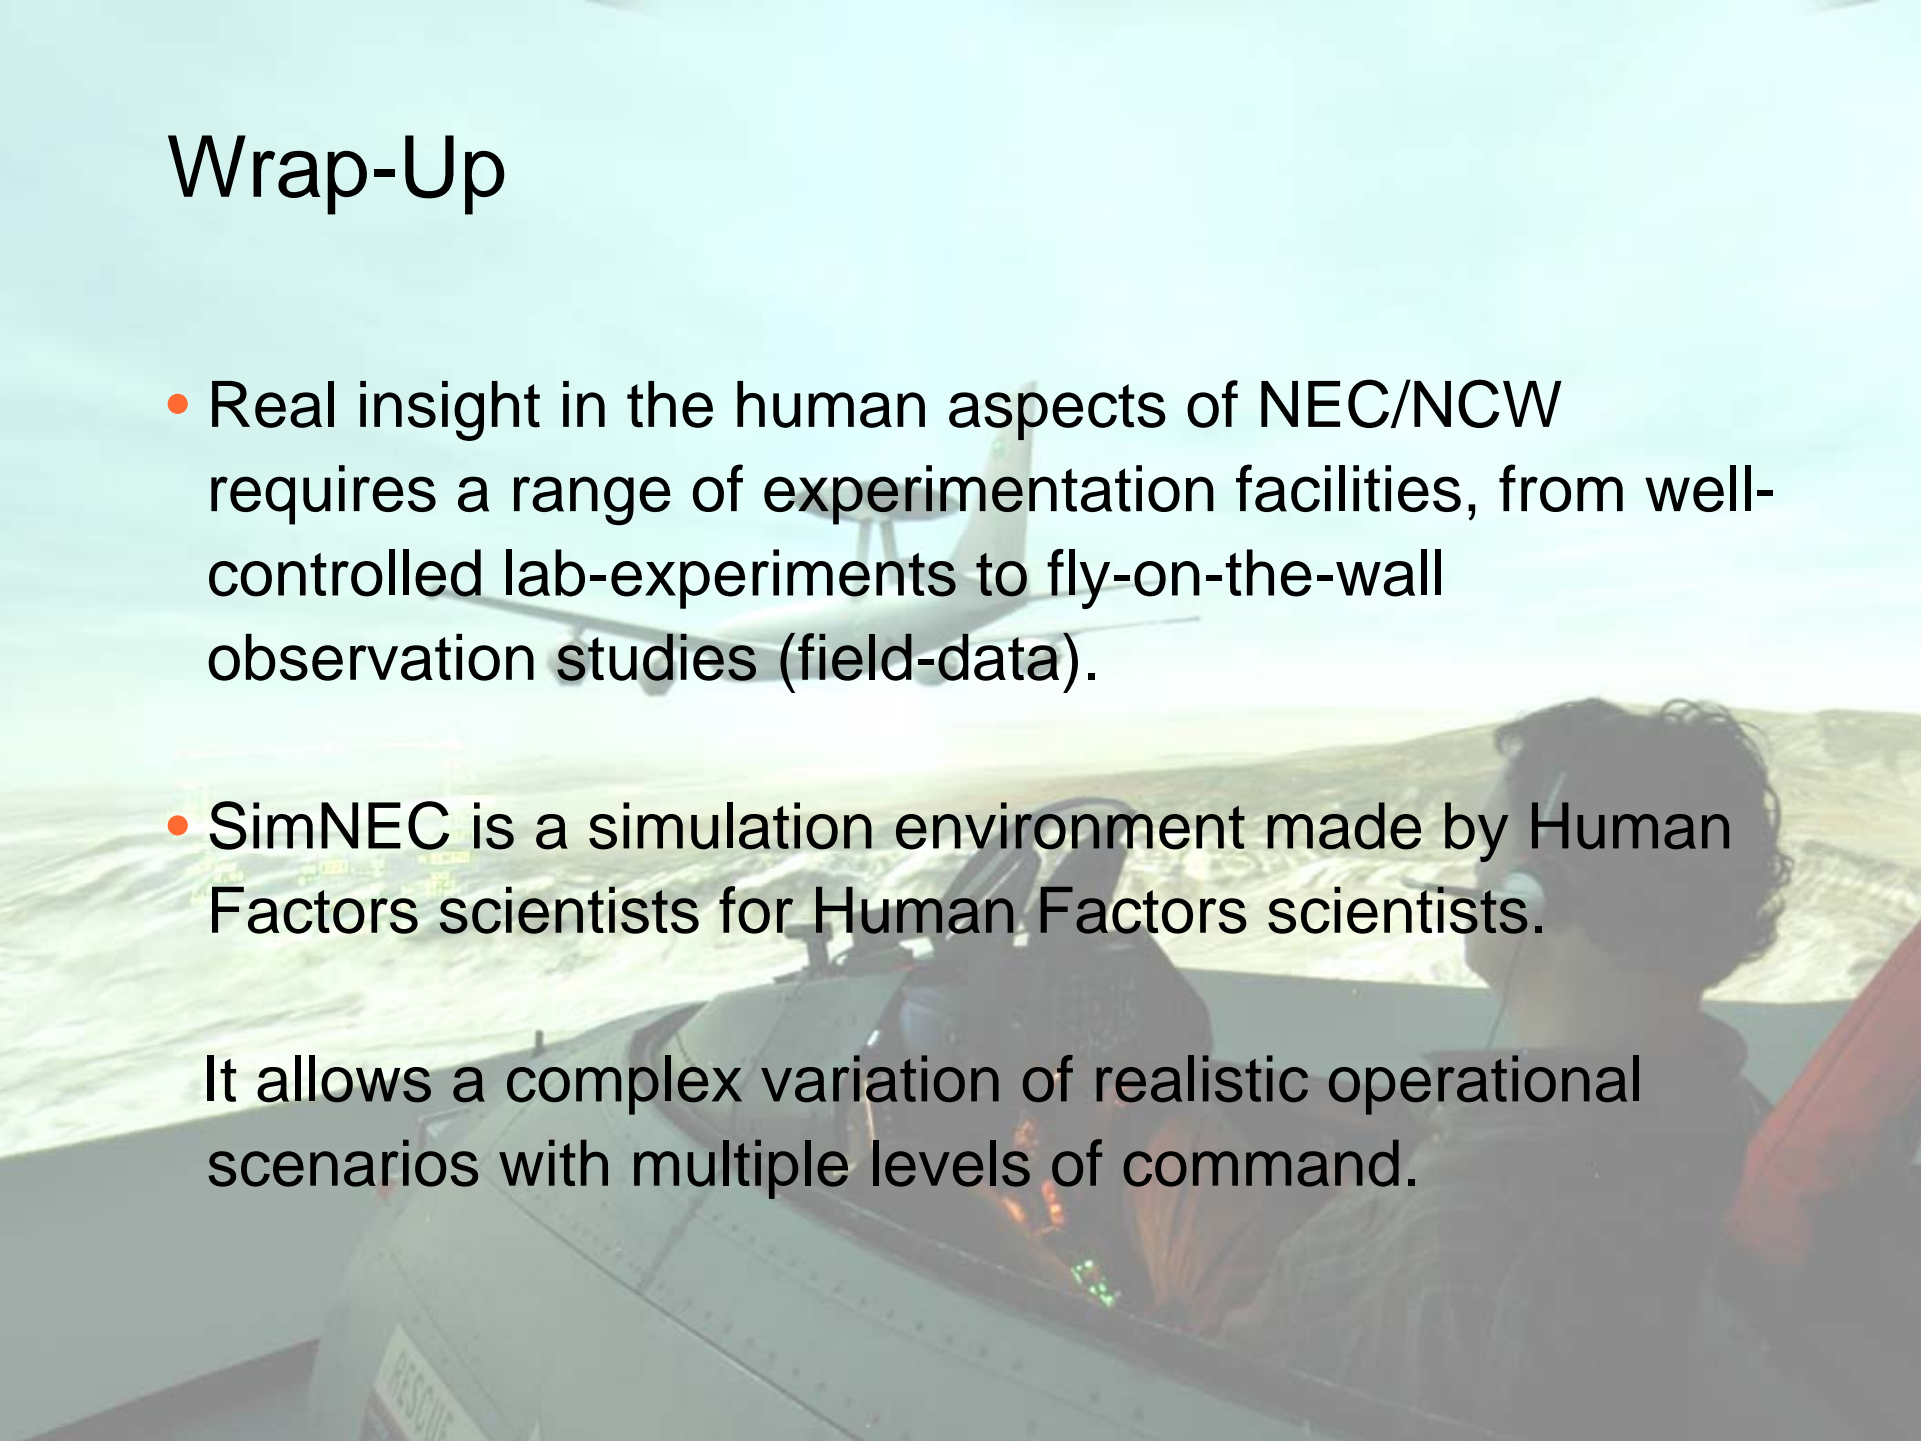 Wrap-Up
• Real insight in the human aspects of NEC/NCW
requires a range of experimentation facilities, from well-
controlled lab-experiments to fly-on-the-wall
observation studies (field-data).
• SimNEC is a simulation environment made by Human
Factors scientists for Human Factors scientists.
It allows a complex variation of realistic operational
scenarios with multiple levels of command.
RESCUE